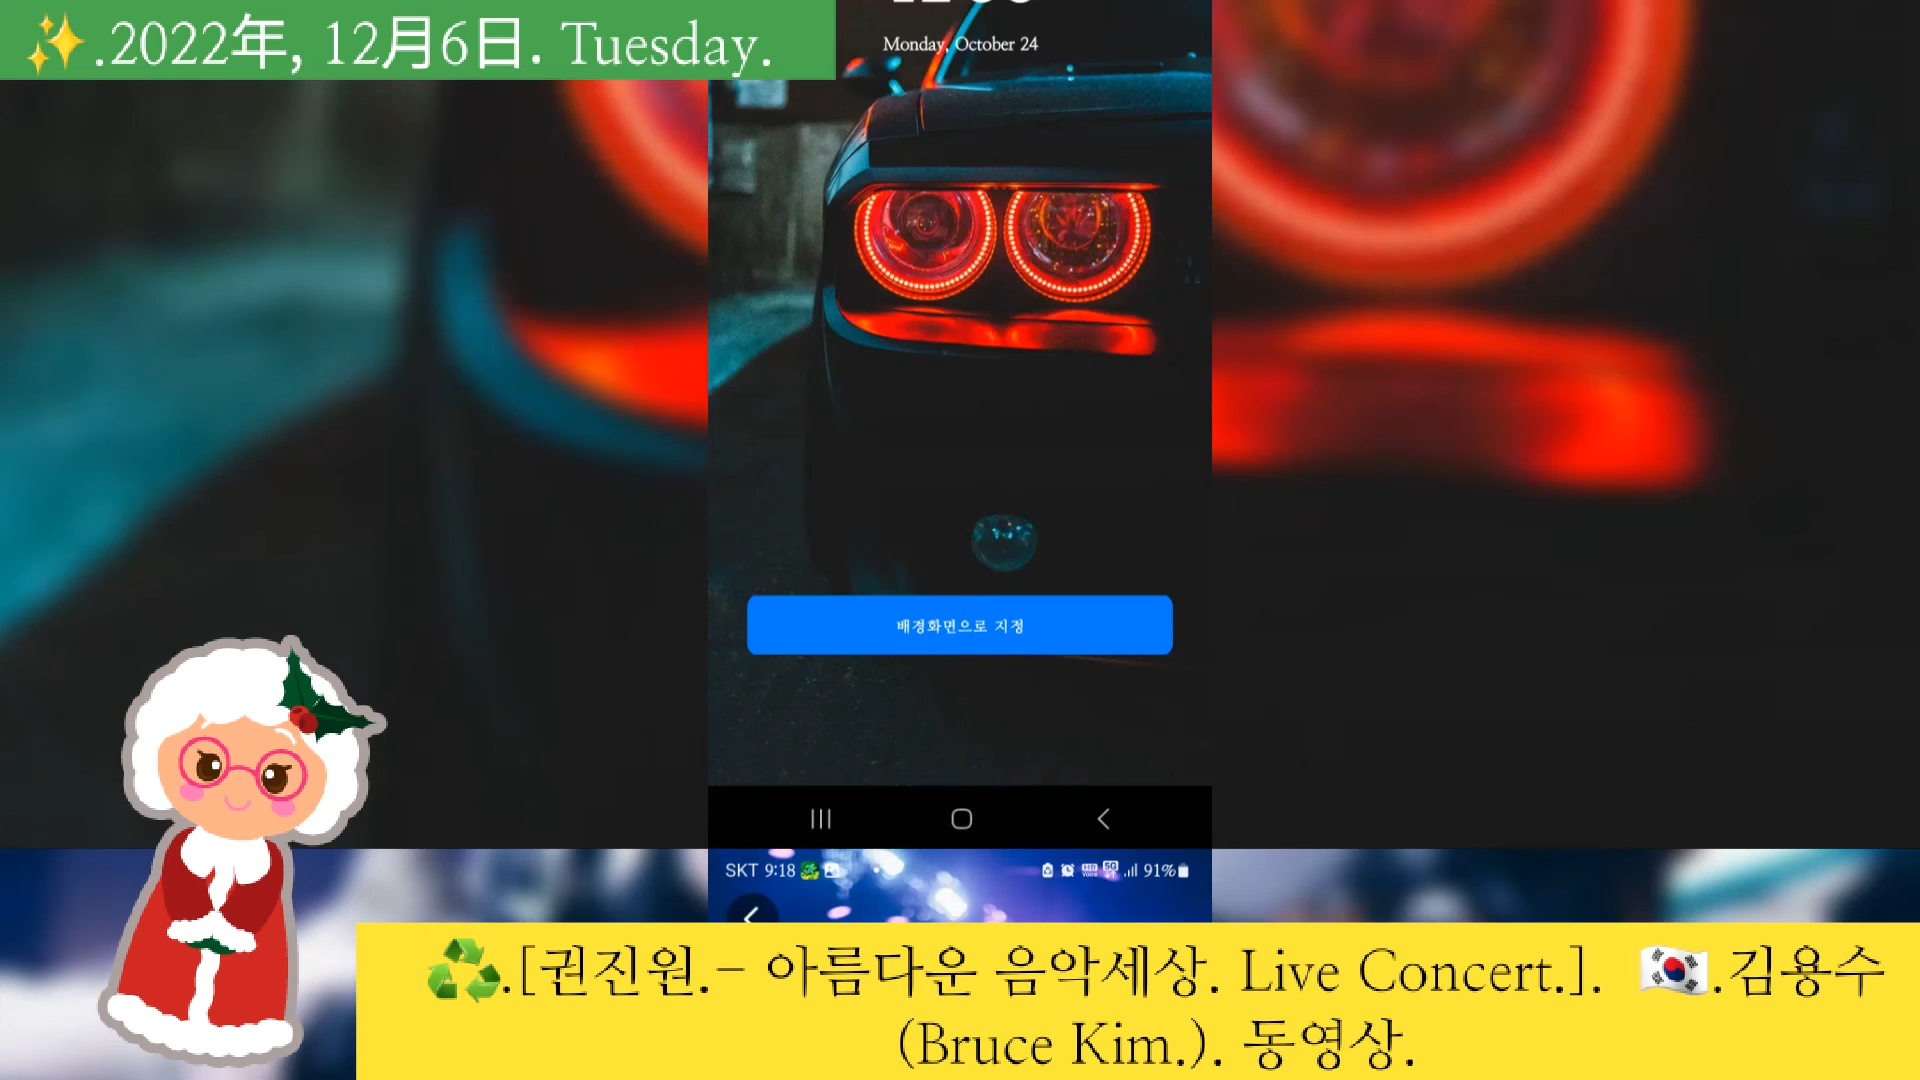 ✨.2022年, 12月6日. Tuesday.
Monday, October 24
배경화면으로 지정
SKT 9:18
91%
♻️.[권진원.- 아름다운 음악세상. Live Concert.]. 🇰🇷.김용수
(Bruce Kim.). 동영상.